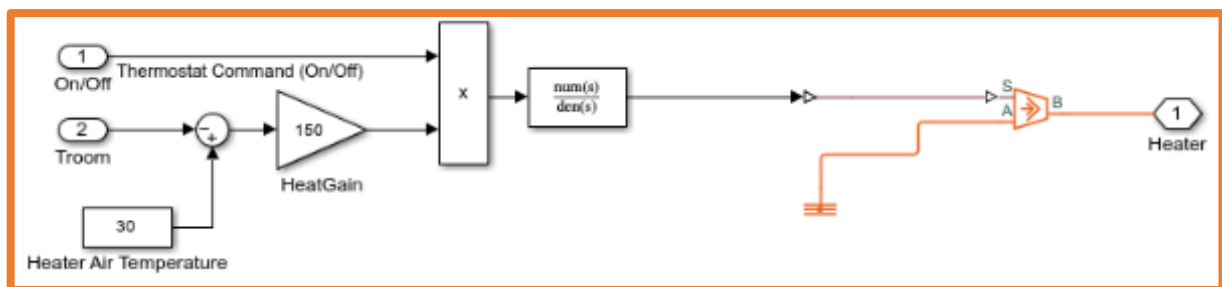 1
On/Off
Thermostat Command (On/Off)
2
Troom
-
+
150
HeatGain
30
Heater Air Temperature
x
num(s)
den(s)
S
A
B
1
Heater